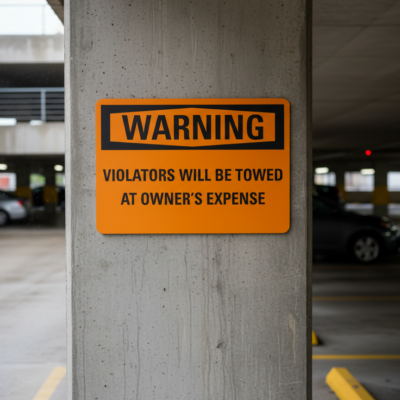 WARNING
VIOLATORS WILL BE TOWED
AT OWNER'S EXPENSE